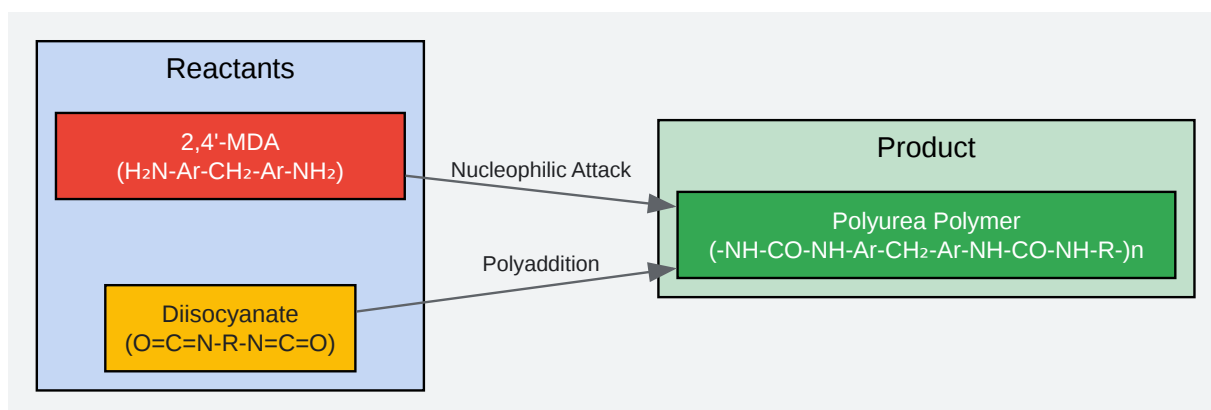 Reactants
2,4'-MDA
(H₂N-Ar-CH₂-Ar-NH₂)
Diisocyanate
(O=C=N-R-N=C=O)
Nucleophilic Attack
Polyaddition
Product
Polyurea Polymer
(-NH-CO-NH-Ar-CH₂-Ar-NH-CO-NH-R-)n